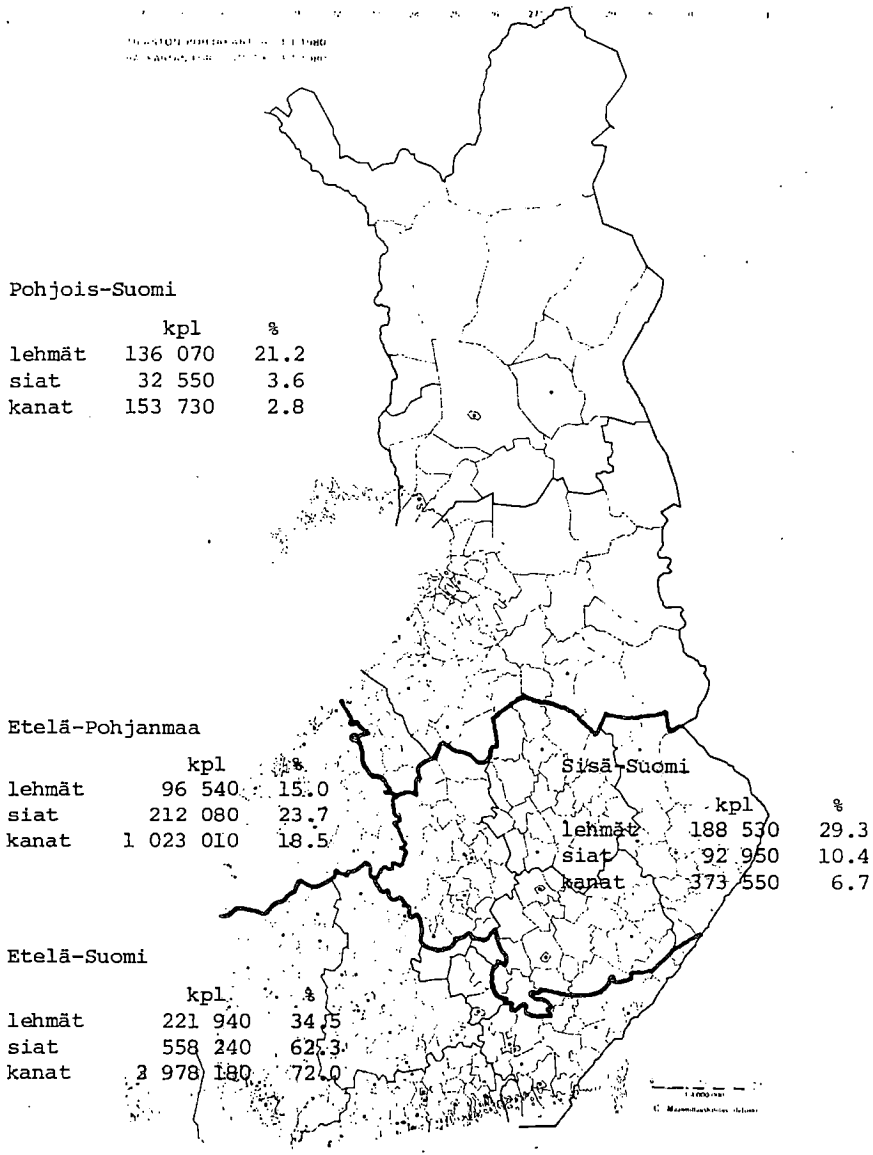 Pohjois-Suomi
kpl %
lehmät 136 070 21.2
siat 32 550 3.6
kanat 153 730 2.8
Etelä-Pohjanmaa
kpl %
lehmät 96 540 15.0
siat 212 080 23.7
kanat 1 023 010 18.5
Sisä-Suomi
kpl %
lehmät 188 530 29.3
siat 92 950 10.4
kanat 373 550 6.7
Etelä-Suomi
kpl %
lehmät 221 940 34.5
siat 558 240 62.3
kanat 3 978 180 72.0